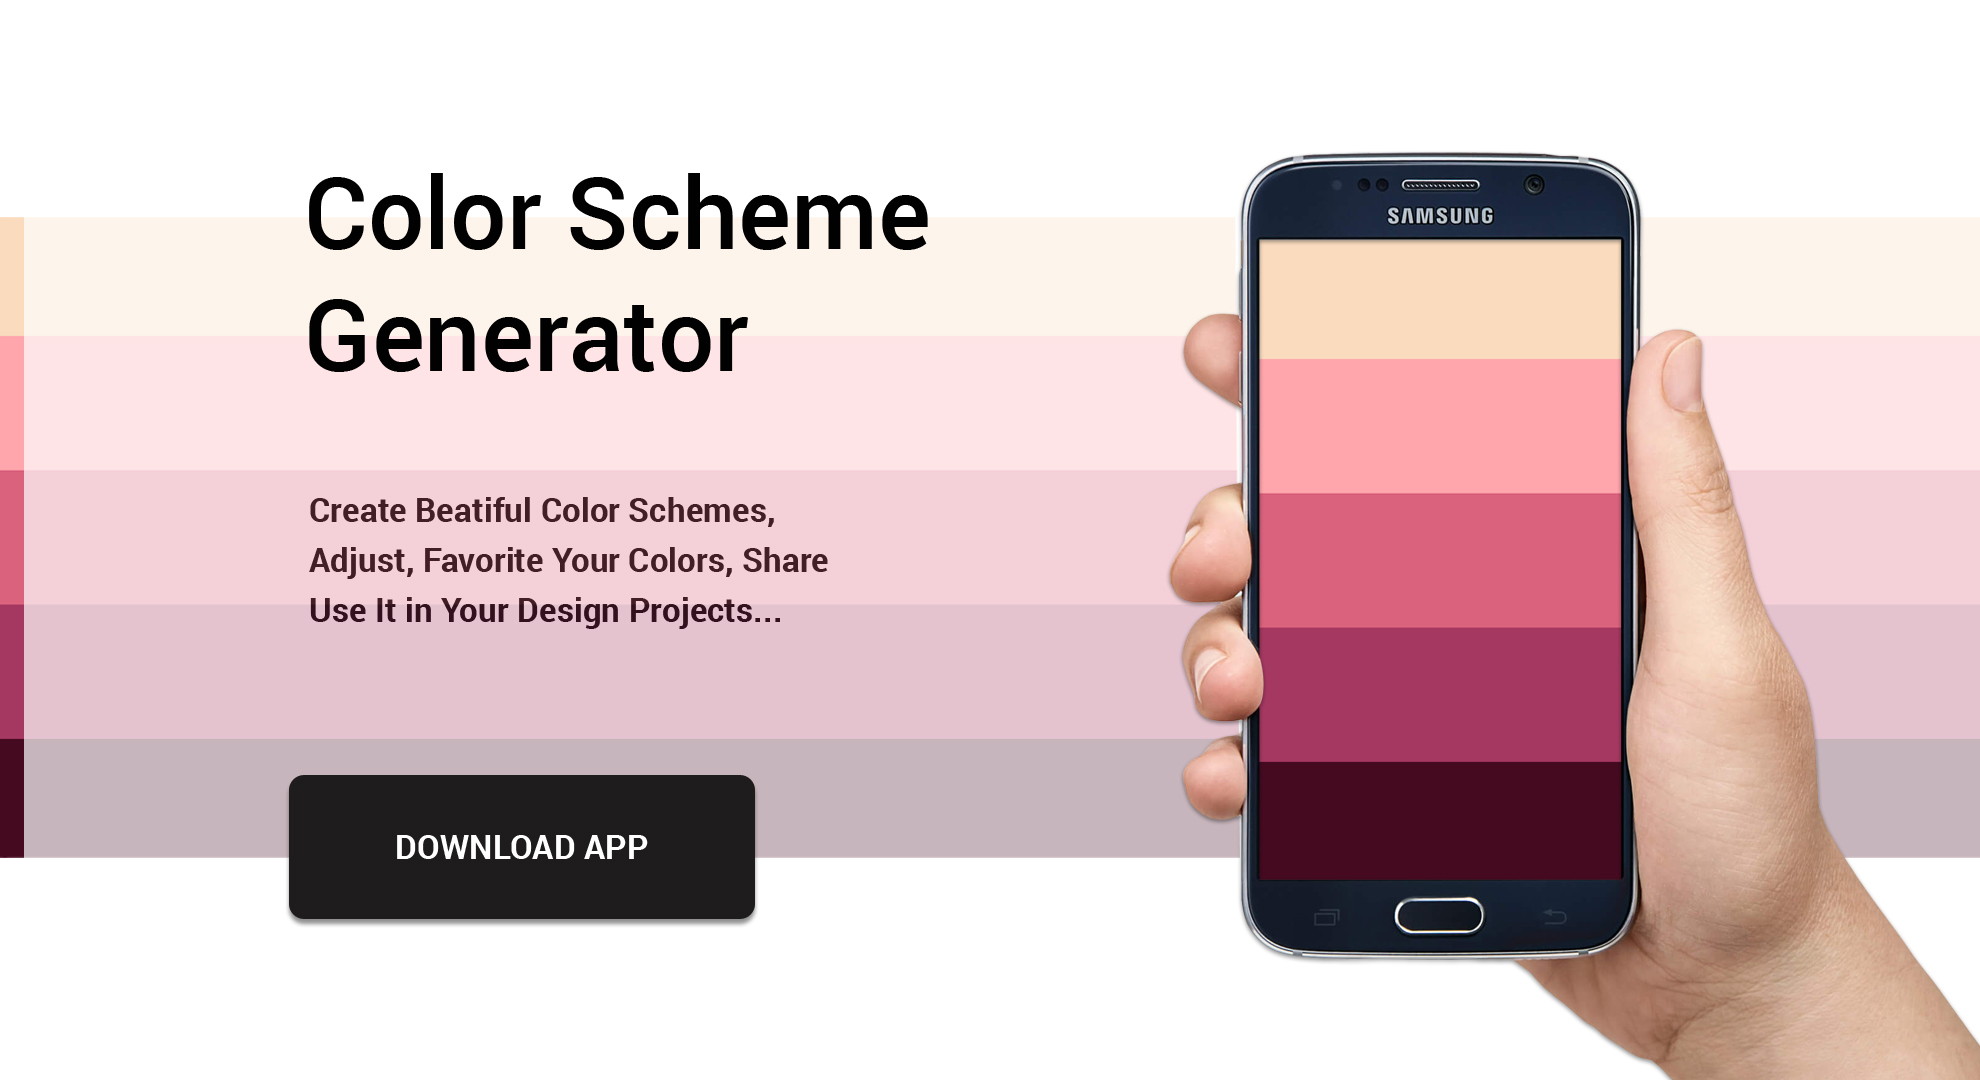 Color Scheme
Generator
Create Beatiful Color Schemes,
Adjust, Favorite Your Colors, Share
Use It in Your Design Projects...
DOWNLOAD APP
SAMSUNG